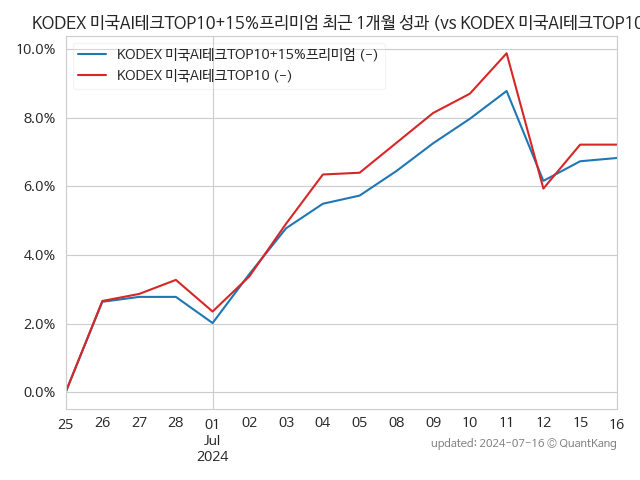 KODEX 미국AI테크TOP10+15%프리미엄 최근 1개월 성과 (vs KODEX 미국AI테크TOP10
KODEX 미국AI테크TOP10+15%프리미엄 (-)
KODEX 미국AI테크TOP10 (-)
10.0%
8.0%
6.0%
4.0%
2.0%
0.0%
25 26 27 28 01 02 03 04 05 08 09 10 11 12 15 16
Jul
2024
updated: 2024-07-16 © QuantKang